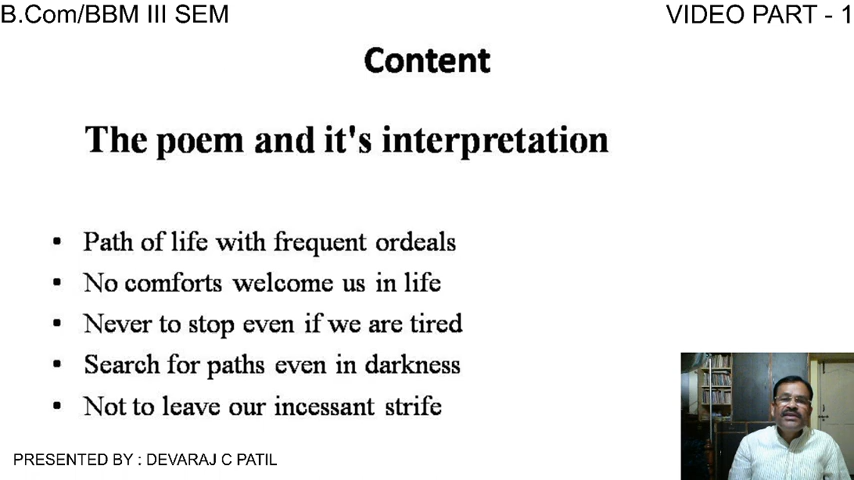 B.Com/BBM III SEM
VIDEO PART - 1
Content
The poem and it's interpretation
• Path of life with frequent ordeals
• No comforts welcome us in life
• Never to stop even if we are tired
• Search for paths even in darkness
• Not to leave our incessant strife
PRESENTED BY : DEVARAJ C PATIL